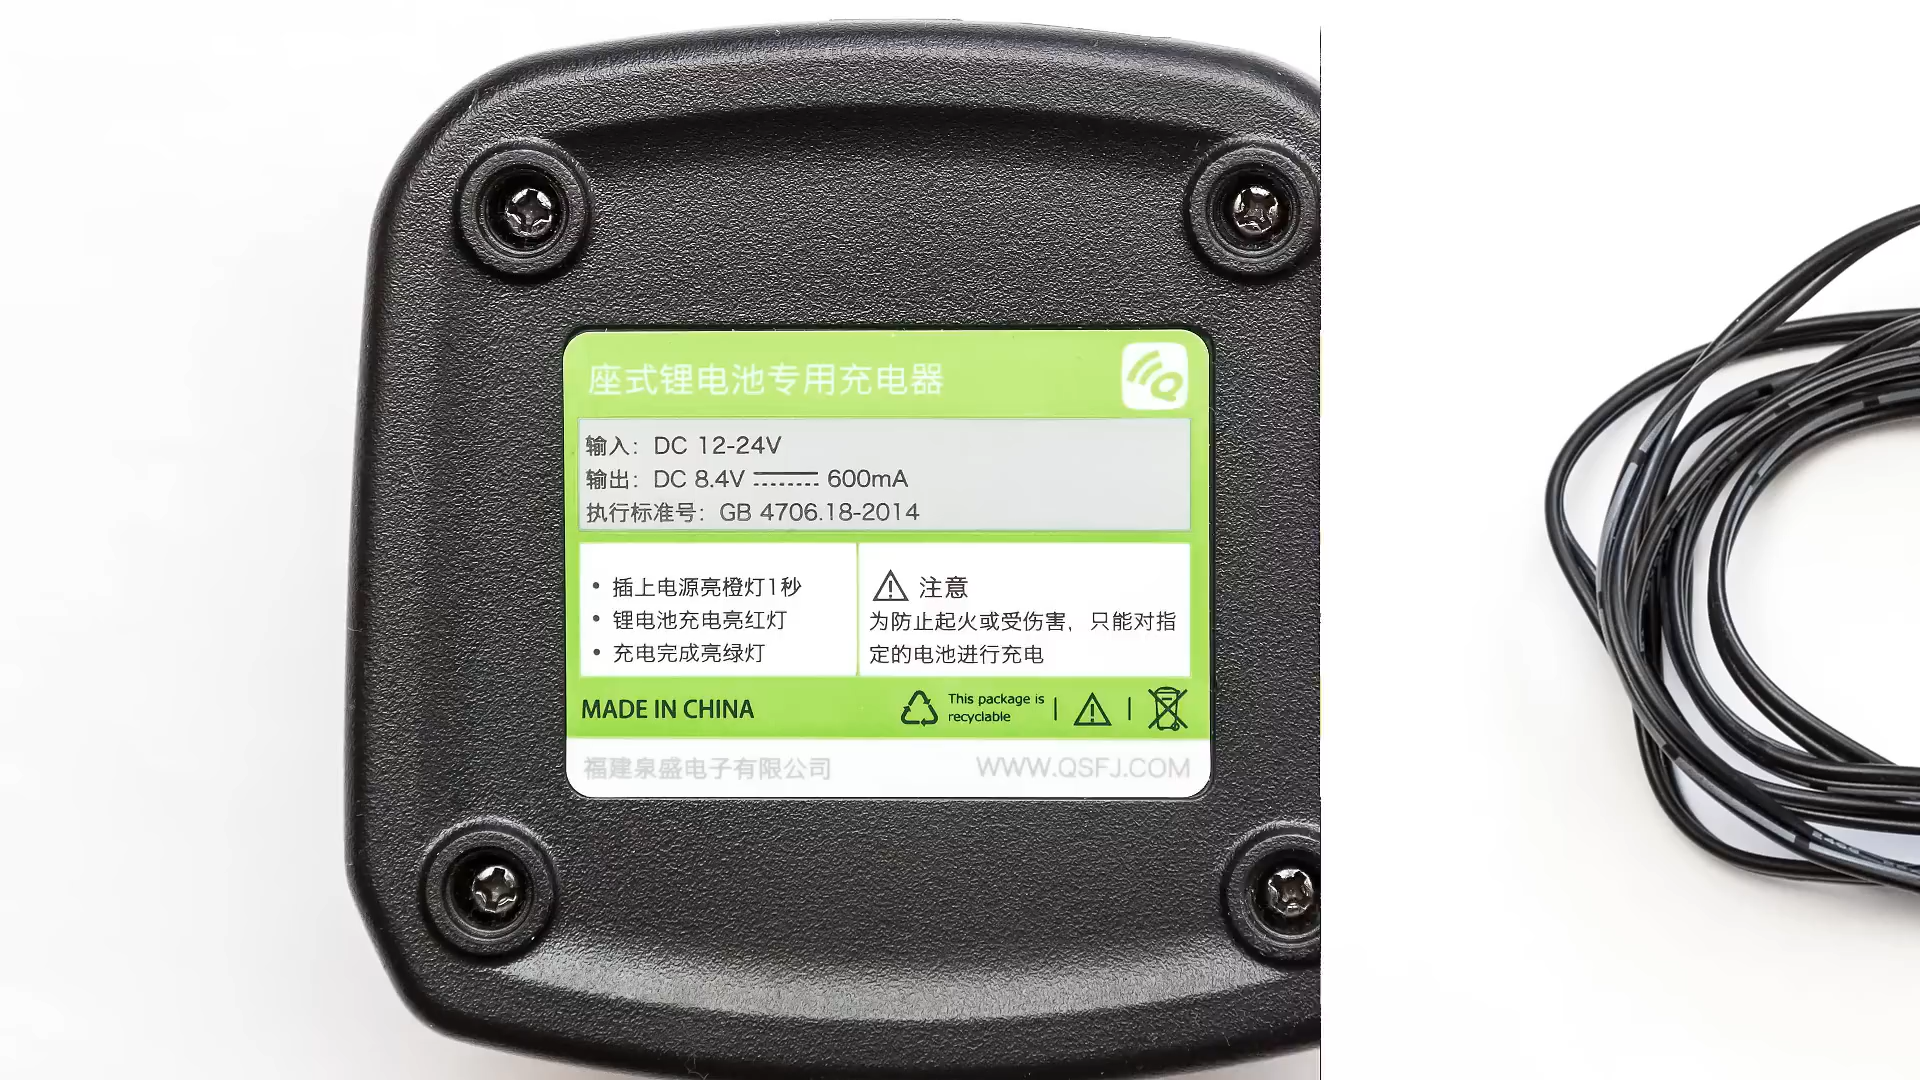 座式锂电池专用充电器
Q
输入：DC 12-24V
输出：DC 8.4V 600mA
执行标准号：GB 4706.18-2014
• 插上电源亮橙灯1秒
• 锂电池充电亮红灯
• 充电完成亮绿灯
注意
为防止起火或受伤害，只能对指
定的电池进行充电
MADE IN CHINA
This package is
recyclable
福建泉盛电子有限公司
WWW.QSFJ.COM